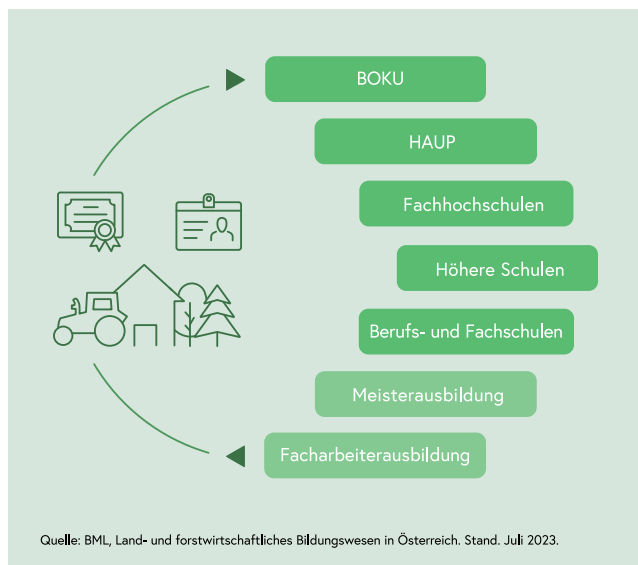 BOKU
HAUP
Fachhochschulen
Höhere Schulen
Berufs- und Fachschulen
Meisterausbildung
Facharbeiterausbildung
Quelle: BML, Land- und forstwirtschaftliches Bildungswesen in Österreich. Stand. Juli 2023.